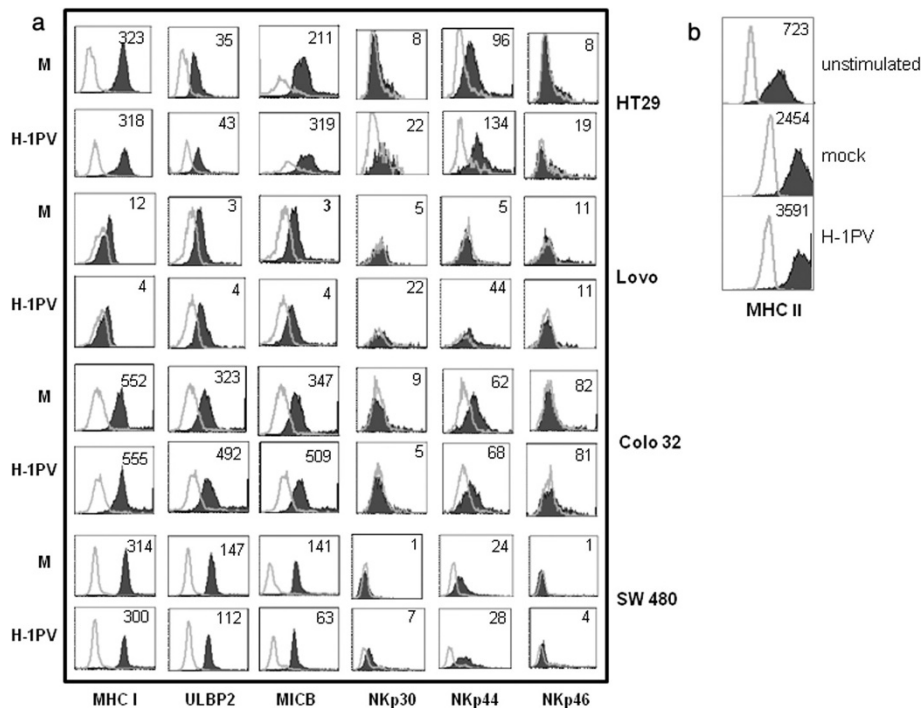 a
b
M 323 35 211 8 96 8
HT29
H-1PV 318 43 319 22 134 19
M 12 3 3 5 5 11
Lovo
H-1PV 4 4 4 22 44 11
M 552 323 347 9 62 82
Colo 32
H-1PV 555 492 509 5 68 81
M 314 147 141 1 24 1
SW 480
H-1PV 300 112 63 7 28 4
MHC I ULBP2 MICB NKp30 NKp44 NKp46
723 unstimulated
2454 mock
3591 H-1PV
MHC II